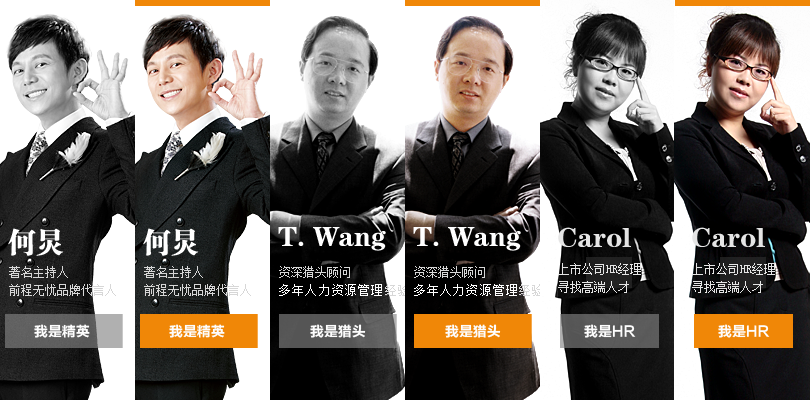 何炅
著名主持人
前程无忧品牌代言人
我是精英
何炅
著名主持人
前程无忧品牌代言人
我是精英
T. Wang
资深猎头顾问
多年人力资源管理经验
我是猎头
T. Wang
资深猎头顾问
多年人力资源管理经验
我是猎头
Carol
上市公司HR经理
寻找高端人才
我是HR
Carol
上市公司HR经理
寻找高端人才
我是HR